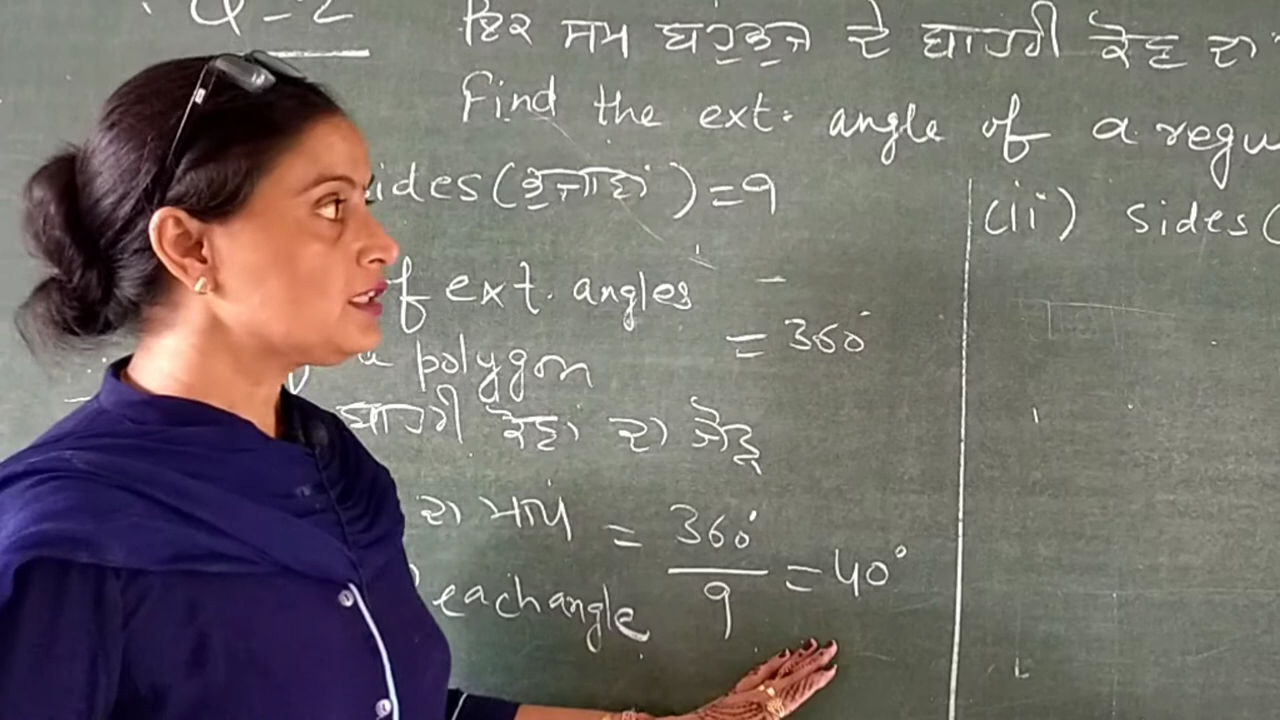 Q-2
ਇਕ ਸਮ ਬਹੁਭੁਜ ਦੇ ਬਾਹਰੀ ਕੋਣ ਦਾ
Find the ext. angle of a regu
ides (ਭੁਜਾਵਾਂ) = 9
f ext. angles
a polygon = 360°
ਬਾਹਰੀ ਕੋਣਾਂ ਦਾ ਜੋੜ
ਦਾ ਮਾਪ = 360° / 9 = 40°
each angle
(ii) sides (